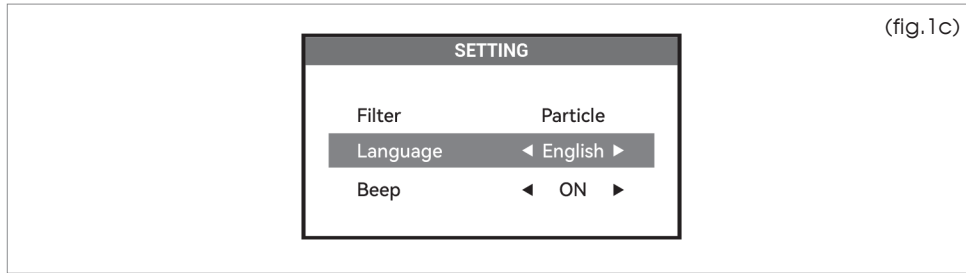 (fig.1c)
SETTING
Filter Particle
Language ◀ English ▶
Beep ◀ ON ▶